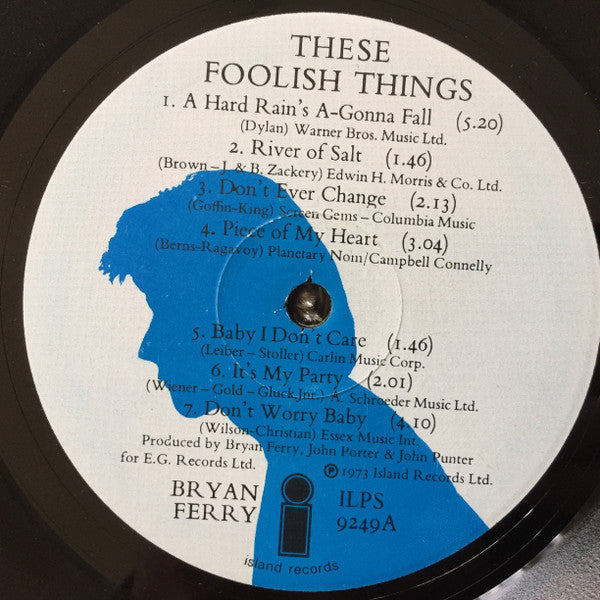 THESE
FOOLISH THINGS
1. A Hard Rain's A-Gonna Fall (5.20)
(Dylan) Warner Bros. Music Ltd.
2. River of Salt (1.46)
(Brown – I. & B. Zackery) Edwin H. Morris & Co. Ltd.
3. Don't Ever Change (2.13)
(Goffin-King) Screen Gems – Columbia Music
4. Piece of My Heart (3.04)
(Berns-Ragavoy) Planetary Nom/Campbell Connelly
5. Baby I Don't Care (1.46)
(Leiber – Stoller) Carlin Music Corp.
6. It's My Party (2.01)
(Wiener – Gold – Gluck Jnr.) A. Schroeder Music Ltd.
7. Don't Worry Baby (4.10)
(Wilson-Christian) Essex Music Int.
Produced by Bryan Ferry, John Porter & John Punter
for E.G. Records Ltd. ℗ 1973 Island Records Ltd.
BRYAN
FERRY
ILPS
9249A
island records